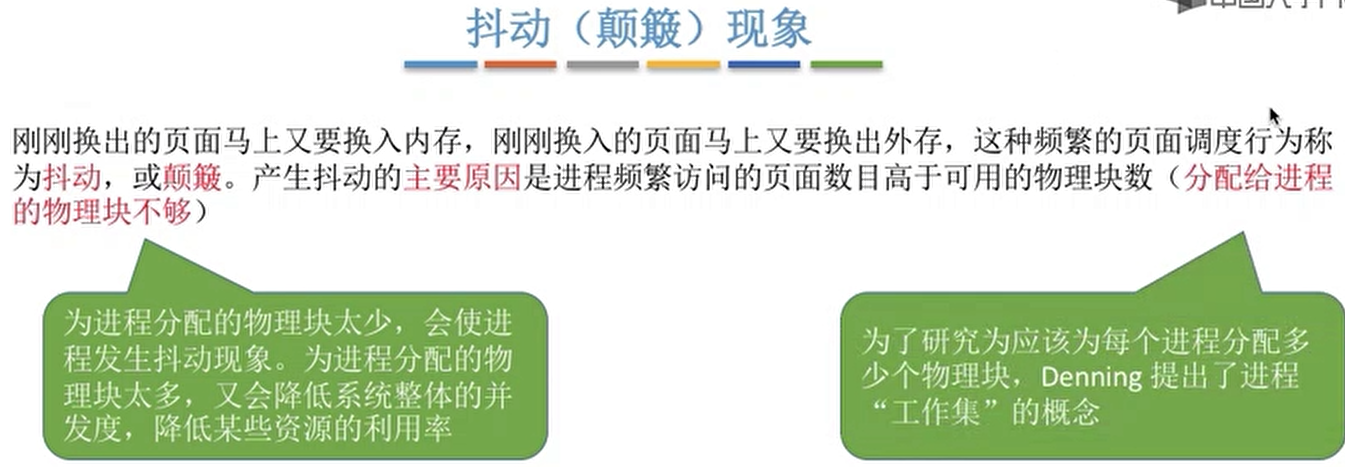 抖动（颠簸）现象
刚刚换出的页面马上又要换入内存，刚刚换入的页面马上又要换出外存，这种频繁的页面调度行为称
为抖动，或颠簸。产生抖动的主要原因是进程频繁访问的页面数目高于可用的物理块数（分配给进程
的物理块不够）
为进程分配的物理块太少，会使进
程发生抖动现象。为进程分配的物
理块太多，又会降低系统整体的并
发度，降低某些资源的利用率
为了研究为应该为每个进程分配多
少个物理块，Denning 提出了进程
“工作集”的概念